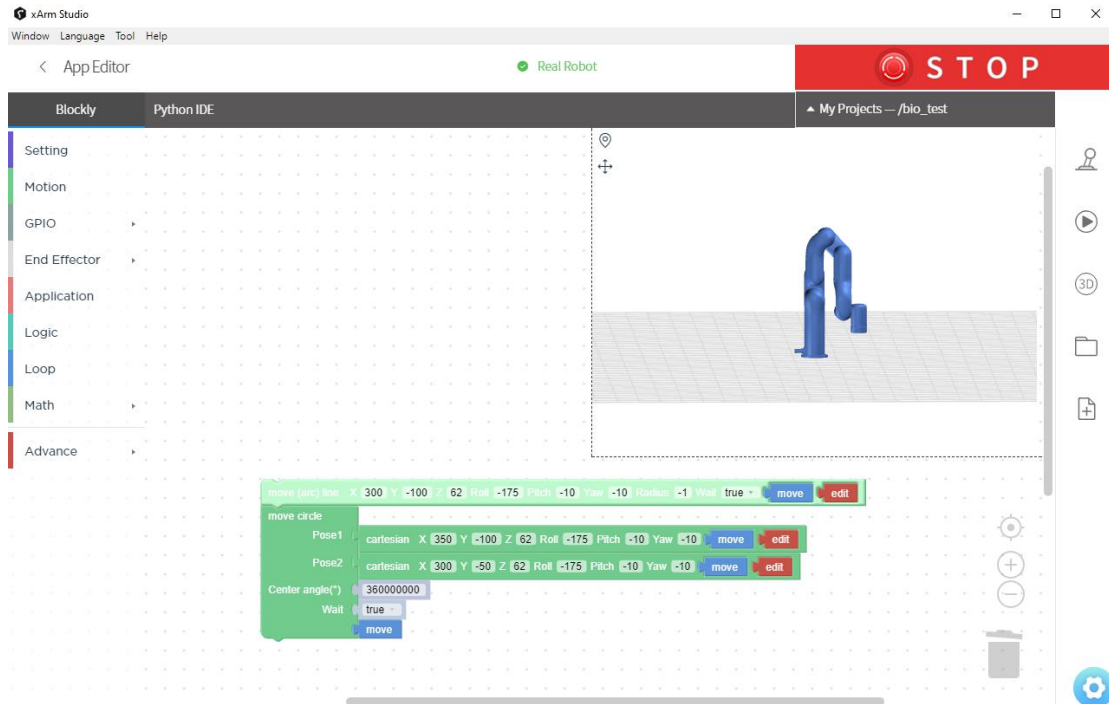 xArm Studio
Window Language Tool Help
App Editor
Real Robot
STOP
Blockly
Python IDE
My Projects — /bio_test
Setting
Motion
GPIO
End Effector
Application
Logic
Loop
Math
Advance
3D
move (arc) line X 300 Y -100 Z 62 Roll -175 Pitch -10 Yaw -10 Radius -1 Wait true move edit
move circle
Pose1 cartesian X 350 Y -100 Z 62 Roll -175 Pitch -10 Yaw -10 move edit
Pose2 cartesian X 300 Y -50 Z 62 Roll -175 Pitch -10 Yaw -10 move edit
Center angle(°) 360000000
Wait true
move